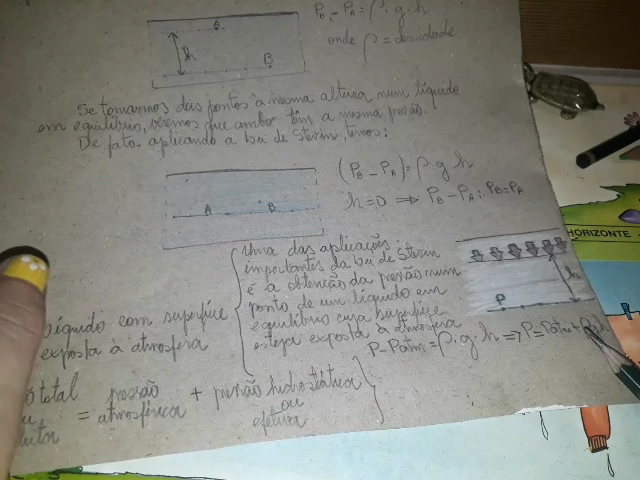 P_B - P_A = ρ . g . h
onde ρ = densidade
A
h
B
Se tomarmos dois pontos à mesma altura num líquido
em equilíbrio, veremos que ambos têm a mesma pressão.
De fato, aplicando a Lei de Stevin, temos:
(P_B - P_A) = ρ . g h
h = 0 ⇒ P_B - P_A ∴ P_B = P_A
A B
Líquido com superfície
exposta à atmosfera
Uma das aplicações
importantes da Lei de Stevin
é a obtenção da pressão num
ponto de um líquido em
equilíbrio cuja superfície
esteja exposta à atmosfera
h
P
P - Patm = ρ . g . h ⇒ P = Patm +
total = pressão atmosférica + pressão hidrostática
ou
efetiva
HORIZONTE